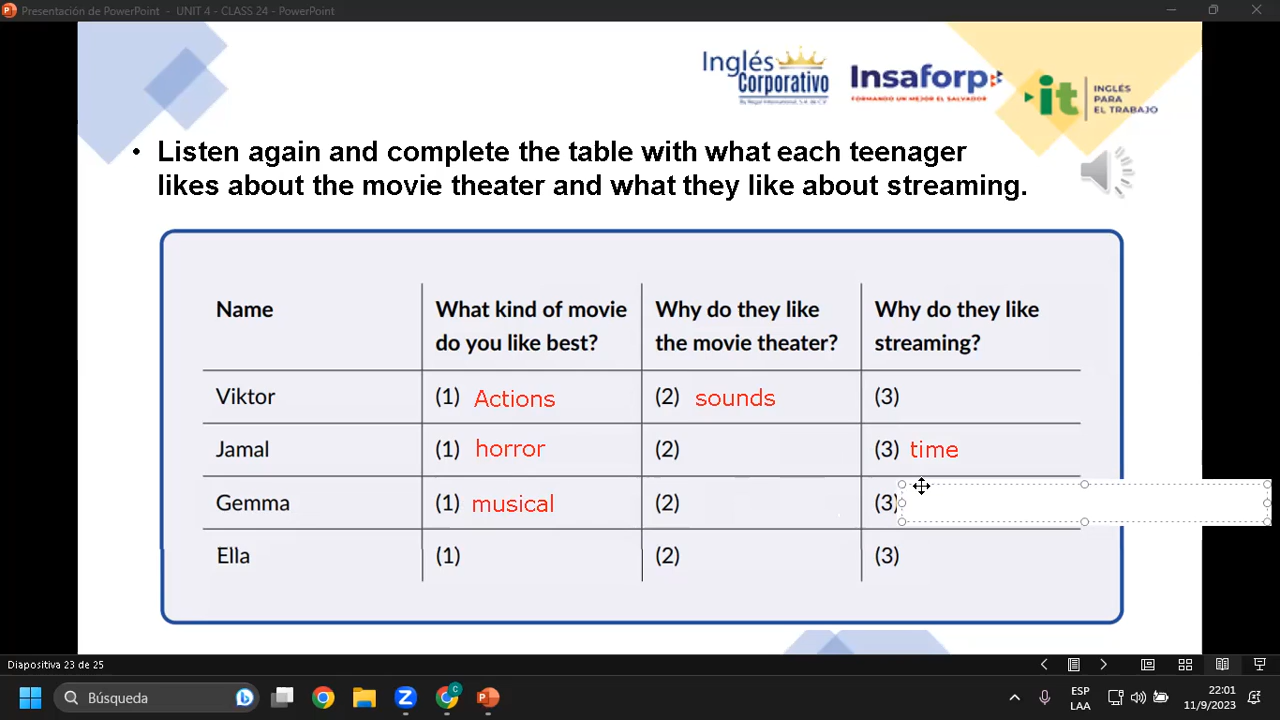 Presentación de PowerPoint - UNIT 4 - CLASS 24 - PowerPoint
Inglés
Corporativo
Insaforp
FORMANDO UN MEJOR EL SALVADOR
it
INGLÉS
PARA
EL TRABAJO
• Listen again and complete the table with what each teenager
likes about the movie theater and what they like about streaming.
Name
What kind of movie
do you like best?
Why do they like
the movie theater?
Why do they like
streaming?
Viktor (1) Actions (2) sounds (3)
Jamal (1) horror (2) (3) time
Gemma (1) musical (2) (3)
Ella (1) (2) (3)
Diapositiva 23 de 25
Búsqueda
ESP
LAA
22:01
11/9/2023